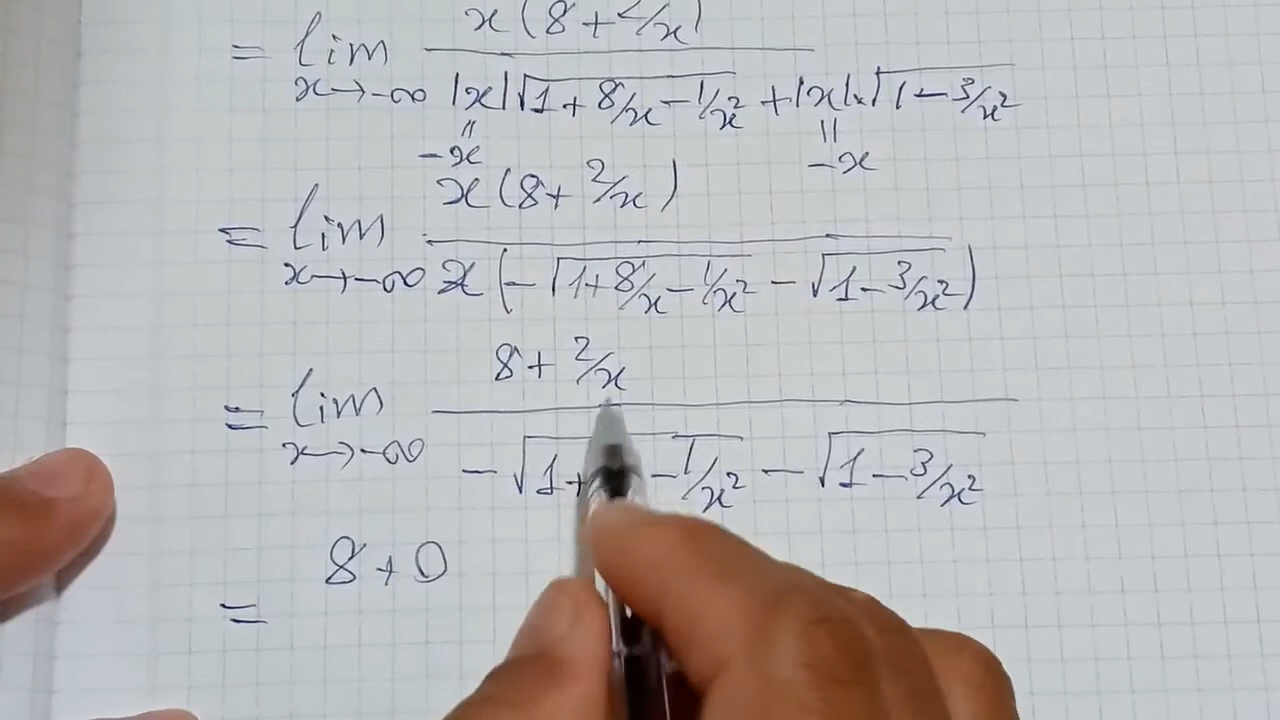 x(8+2/x)
= lim
x→-∞ |x|√1+8/x-1/x² + |x|.√1-3/x²
= =
-x -x
x(8+2/x)
= lim
x→-∞ x(-√1+8/x-1/x² -√1-3/x²)
8+2/x
= lim
x→-∞ -√1+ -1/x² -√1-3/x²
8+0
=